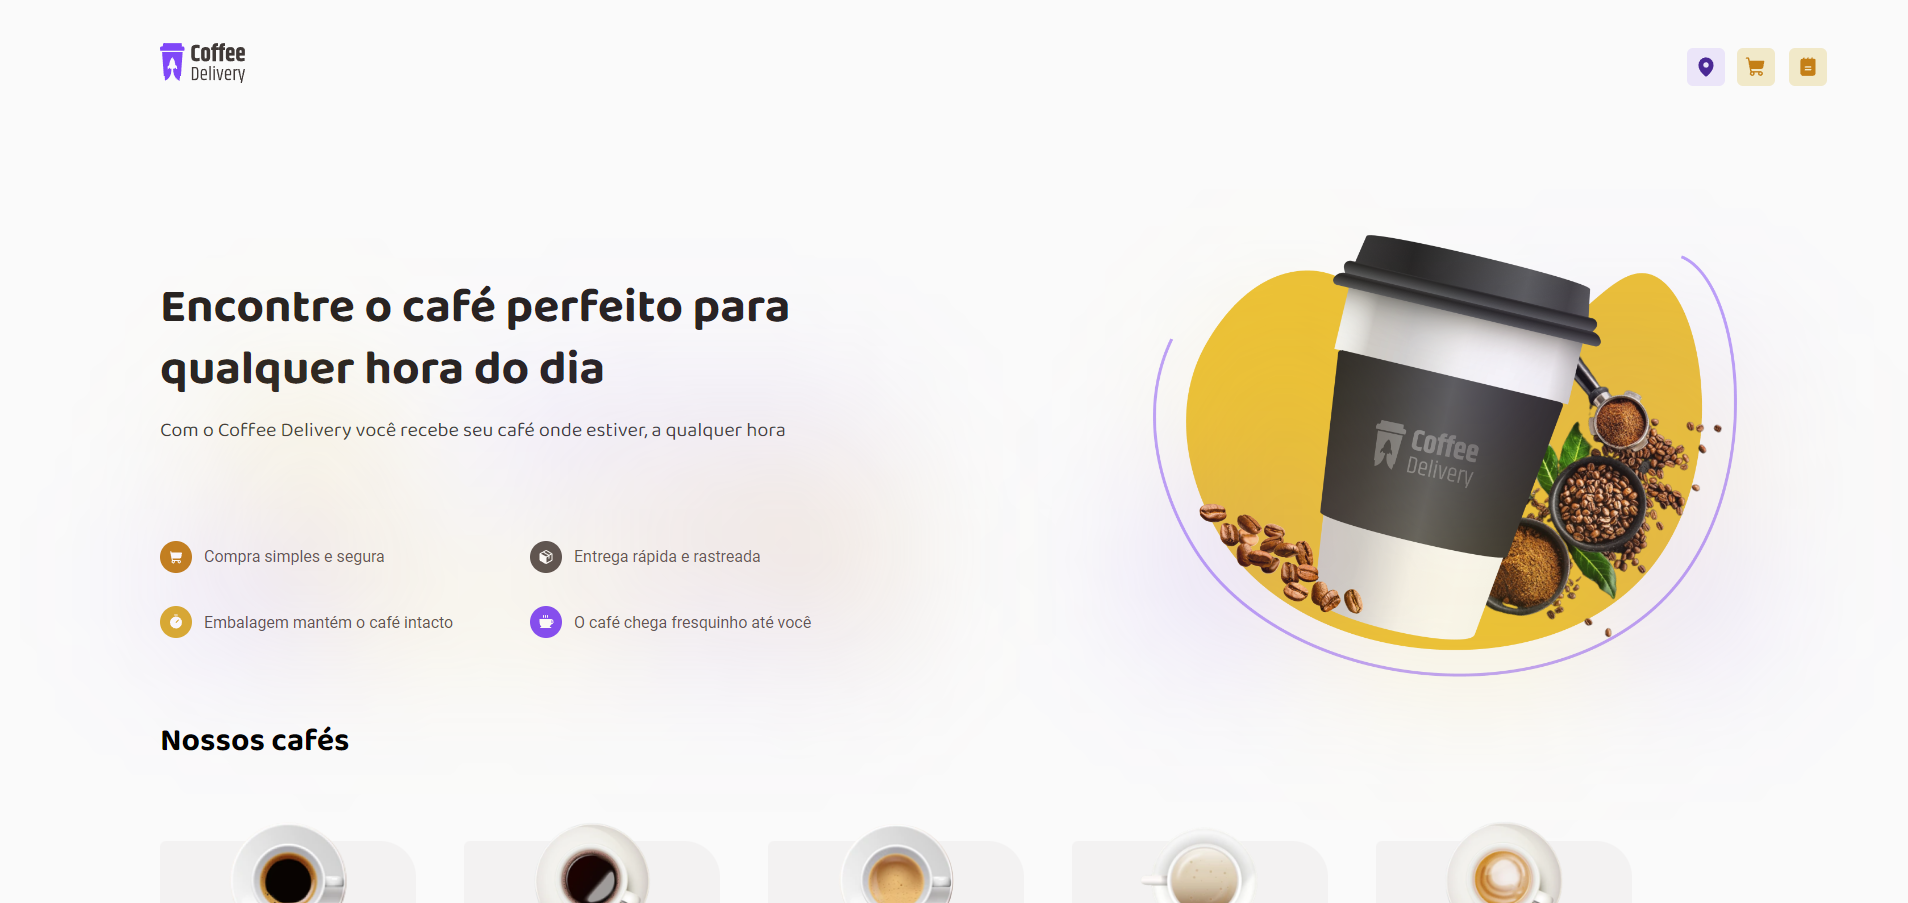 Coffee
Delivery
Encontre o café perfeito para
qualquer hora do dia
Com o Coffee Delivery você recebe seu café onde estiver, a qualquer hora
Compra simples e segura
Entrega rápida e rastreada
Embalagem mantém o café intacto
O café chega fresquinho até você
Coffee
Delivery
Nossos cafés